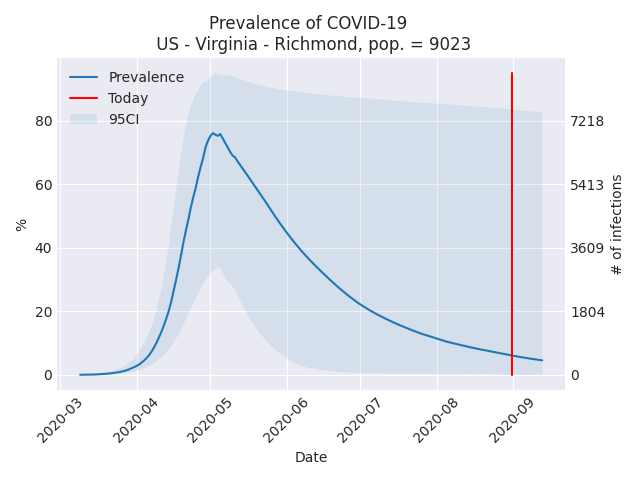 Prevalence of COVID-19
US - Virginia - Richmond, pop. = 9023
Prevalence
Today
95CI
%
80
60
40
20
0
7218
5413
3609
1804
0
# of infections
2020-03
2020-04
2020-05
2020-06
2020-07
2020-08
2020-09
Date